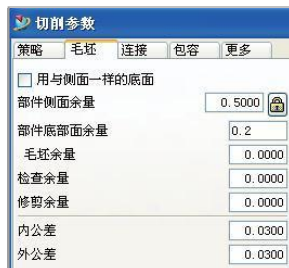 切削参数
策略 毛坯 连接 包容 更多
用与侧面一样的底面
部件侧面余量 0.5000
部件底部面余量 0.2
毛坯余量 0.0000
检查余量 0.0000
修剪余量 0.0000
内公差 0.0300
外公差 0.0300